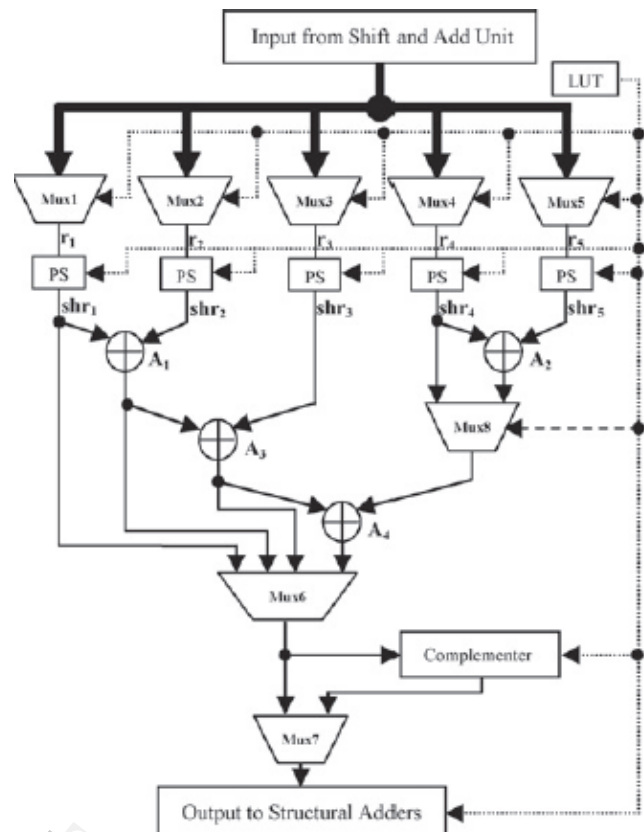 Input from Shift and Add Unit
LUT
Mux1 Mux2 Mux3 Mux4 Mux5
r₁ r₂ r₃ r₄ r₅
PS PS PS PS PS
shr₁ shr₂ shr₃ shr₄ shr₅
A₁ A₂
Mux8
A₃
A₄
Mux6
Complementer
Mux7
Output to Structural Adders